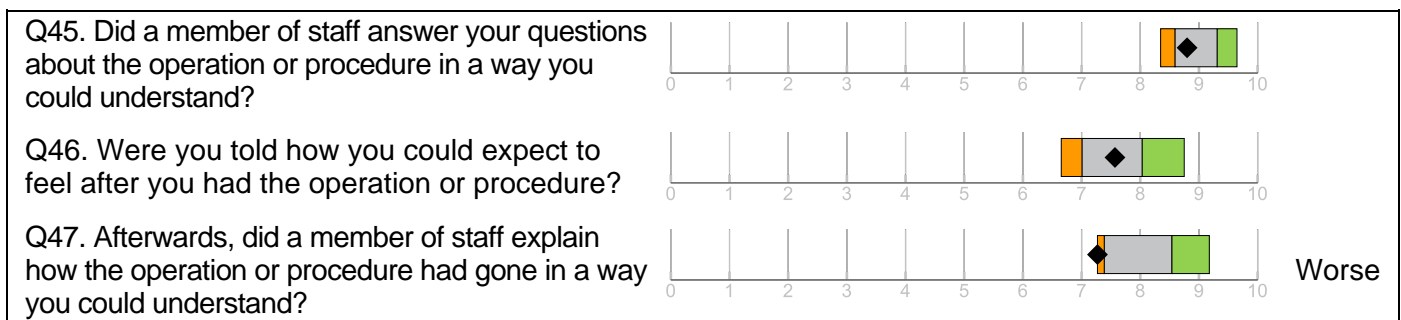 Q45. Did a member of staff answer your questions
about the operation or procedure in a way you
could understand?
0 1 2 3 4 5 6 7 8 9 10
Q46. Were you told how you could expect to
feel after you had the operation or procedure?
0 1 2 3 4 5 6 7 8 9 10
Q47. Afterwards, did a member of staff explain
how the operation or procedure had gone in a way
you could understand?
0 1 2 3 4 5 6 7 8 9 10
Worse